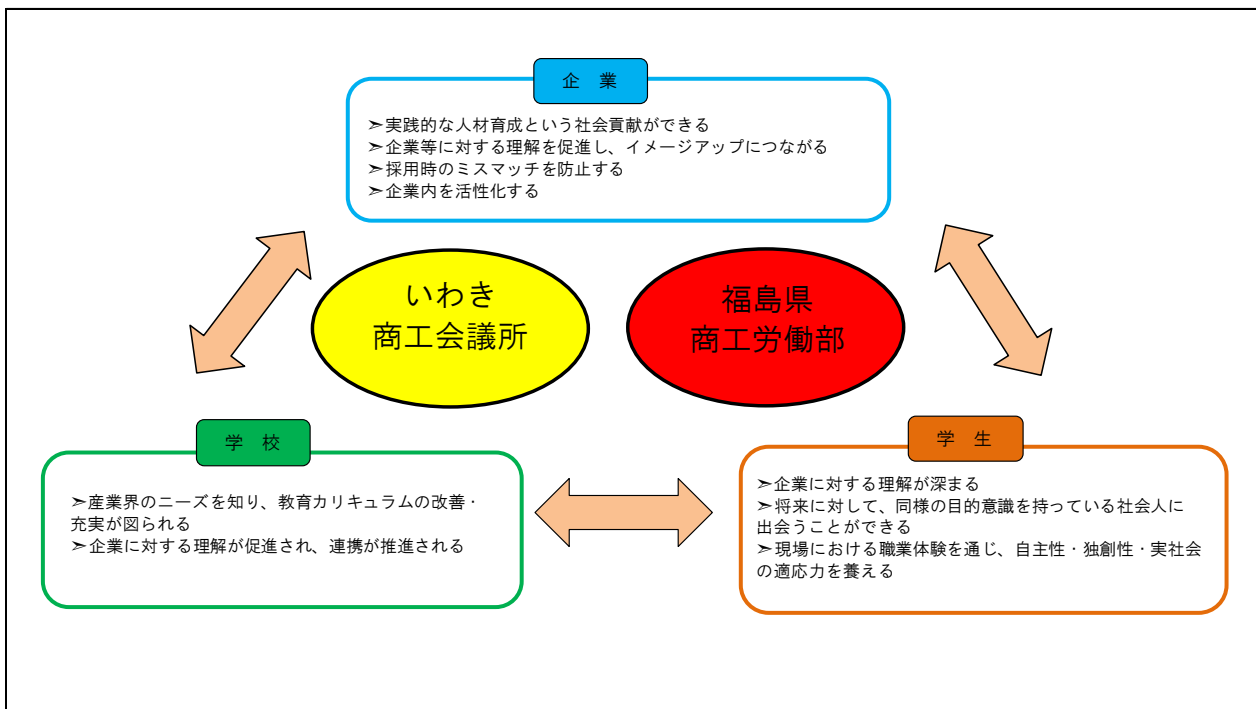 企　業
➣実践的な人材育成という社会貢献ができる
➣企業等に対する理解を促進し、イメージアップにつながる
➣採用時のミスマッチを防止する
➣企業内を活性化する
いわき
商工会議所
福島県
商工労働部
学　校
➣産業界のニーズを知り、教育カリキュラムの改善・
充実が図られる
➣企業に対する理解が促進され、連携が推進される
学　生
➣企業に対する理解が深まる
➣将来に対して、同様の目的意識を持っている社会人に
出会うことができる
➣現場における職業体験を通じ、自主性・独創性・実社会
の適応力を養える